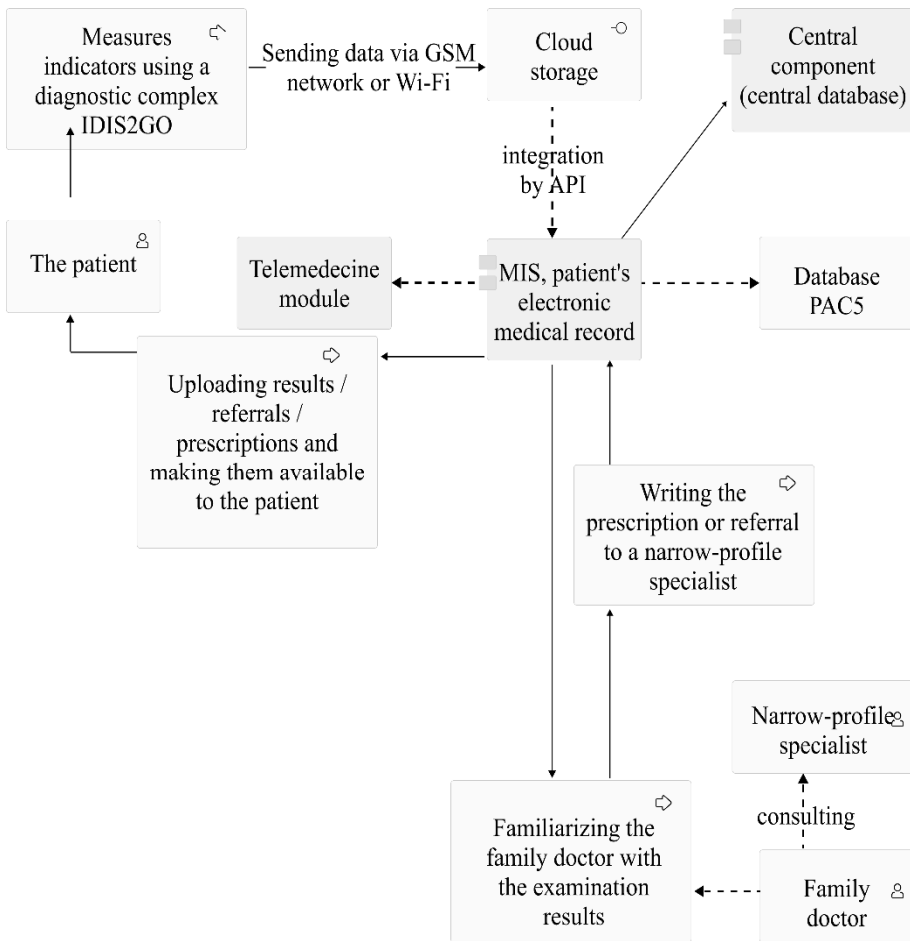 Measures
indicators using a
diagnostic complex
IDIS2GO
Sending data via GSM
network or Wi-Fi
Cloud
storage
Central
component
(central database)
integration
by API
The patient
Telemedecine
module
MIS, patient's
electronic
medical record
Database
PAC5
Uploading results /
referrals /
prescriptions and
making them available
to the patient
Writing the
prescription or referral
to a narrow-profile
specialist
Narrow-profile
specialist
consulting
Familiarizing the
family doctor with
the examination
results
Family
doctor